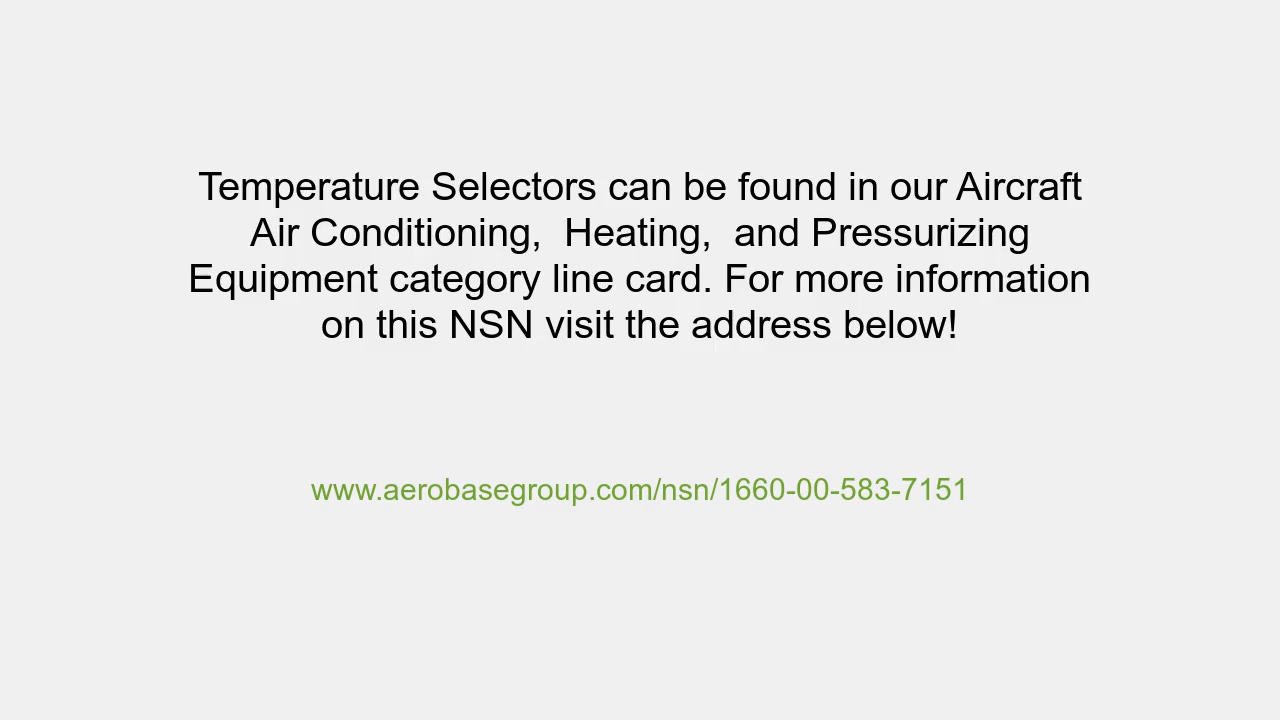 Temperature Selectors can be found in our Aircraft
Air Conditioning,  Heating,  and Pressurizing
Equipment category line card. For more information
on this NSN visit the address below!
www.aerobasegroup.com/nsn/1660-00-583-7151